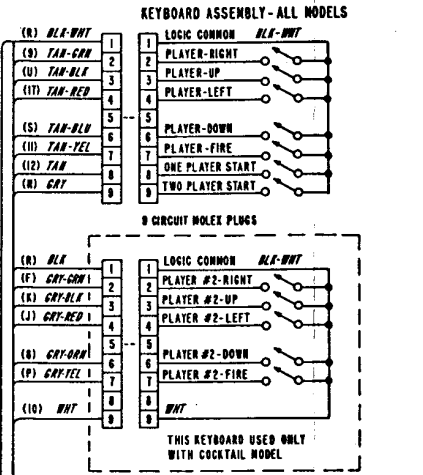 KEYBOARD ASSEMBLY-ALL MODELS
(R) BLK-WHT 1 1 LOGIC COMMON BLK-WHT
(9) TAN-GRN 2 2 PLAYER-RIGHT
(U) TAN-BLK 3 3 PLAYER-UP
(17) TAN-RED 4 4 PLAYER-LEFT
5 5
(S) TAN-BLU 6 6 PLAYER-DOWN
(11) TAN-YEL 7 7 PLAYER-FIRE
(12) TAN 8 8 ONE PLAYER START
(N) GRY 9 9 TWO PLAYER START
9 CIRCUIT MOLEX PLUGS
(R) BLK 1 1 LOGIC COMMON BLK-WHT
(F) GRY-GRN 2 2 PLAYER #2-RIGHT
(K) GRY-BLK 3 3 PLAYER #2-UP
(J) GRY-RED 4 4 PLAYER #2-LEFT
5 5
(8) GRY-ORN 6 6 PLAYER #2-DOWN
(P) GRY-YEL 7 7 PLAYER #2-FIRE
8 8
(10) WHT 9 9 WHT
THIS KEYBOARD USED ONLY
WITH COCKTAIL MODEL